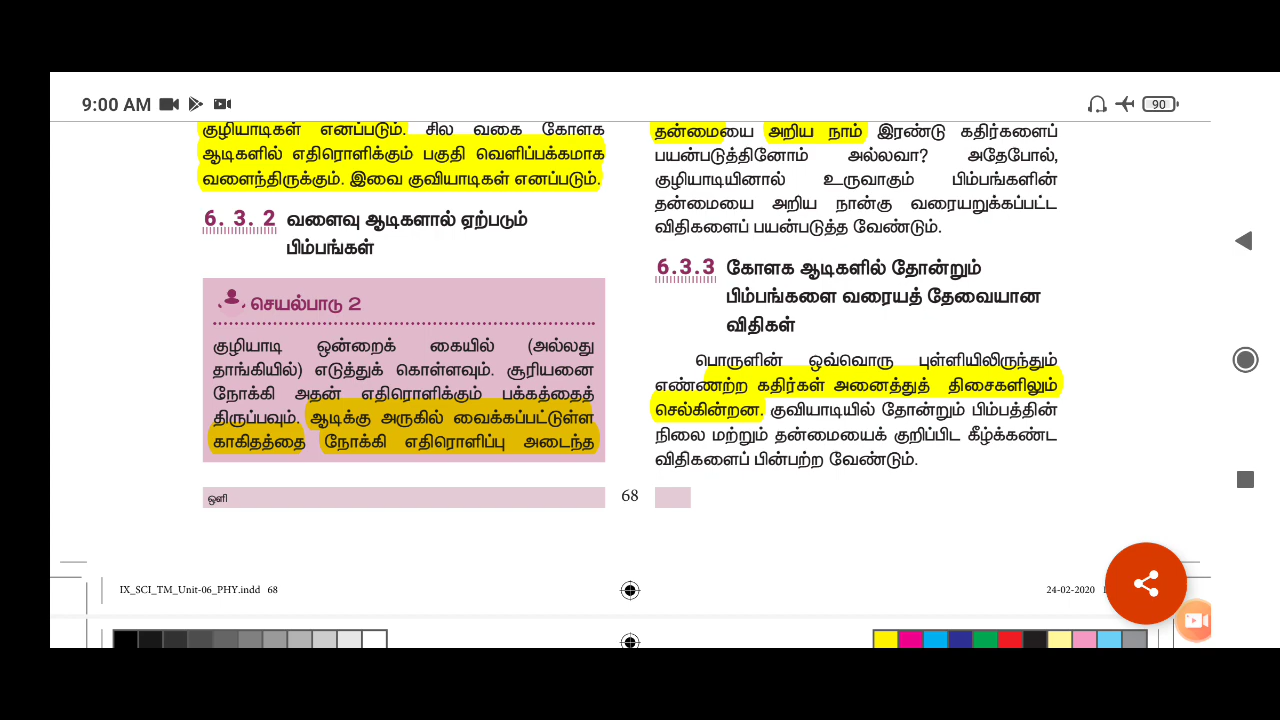 9:00 AM
90
குழியாடிகள் எனப்படும். சில வகை கோளக
ஆடிகளில் எதிரொளிக்கும் பகுதி வெளிப்பக்கமாக
வளைந்திருக்கும். இவை குவியாடிகள் எனப்படும்.
6. 3. 2 வளைவு ஆடிகளால் ஏற்படும்
பிம்பங்கள்
செயல்பாடு 2
குழியாடி ஒன்றைக் கையில் (அல்லது
தாங்கியில்) எடுத்துக் கொள்ளவும். சூரியனை
நோக்கி அதன் எதிரொளிக்கும் பக்கத்தைத்
திருப்பவும். ஆடிக்கு அருகில் வைக்கப்பட்டுள்ள
காகிதத்தை நோக்கி எதிரொளிப்பு அடைந்த
தன்மையை அறிய நாம் இரண்டு கதிர்களைப்
பயன்படுத்தினோம் அல்லவா? அதேபோல்,
குழியாடியினால் உருவாகும் பிம்பங்களின்
தன்மையை அறிய நான்கு வரையறுக்கப்பட்ட
விதிகளைப் பயன்படுத்த வேண்டும்.
6.3.3 கோளக ஆடிகளில் தோன்றும்
பிம்பங்களை வரையத் தேவையான
விதிகள்
பொருளின் ஒவ்வொரு புள்ளியிலிருந்தும்
எண்ணற்ற கதிர்கள் அனைத்துத் திசைகளிலும்
செல்கின்றன. குவியாடியில் தோன்றும் பிம்பத்தின்
நிலை மற்றும் தன்மையைக் குறிப்பிட கீழ்க்கண்ட
விதிகளைப் பின்பற்ற வேண்டும்.
ஒளி
68
IX_SCI_TM_Unit-06_PHY.indd 68
24-02-2020